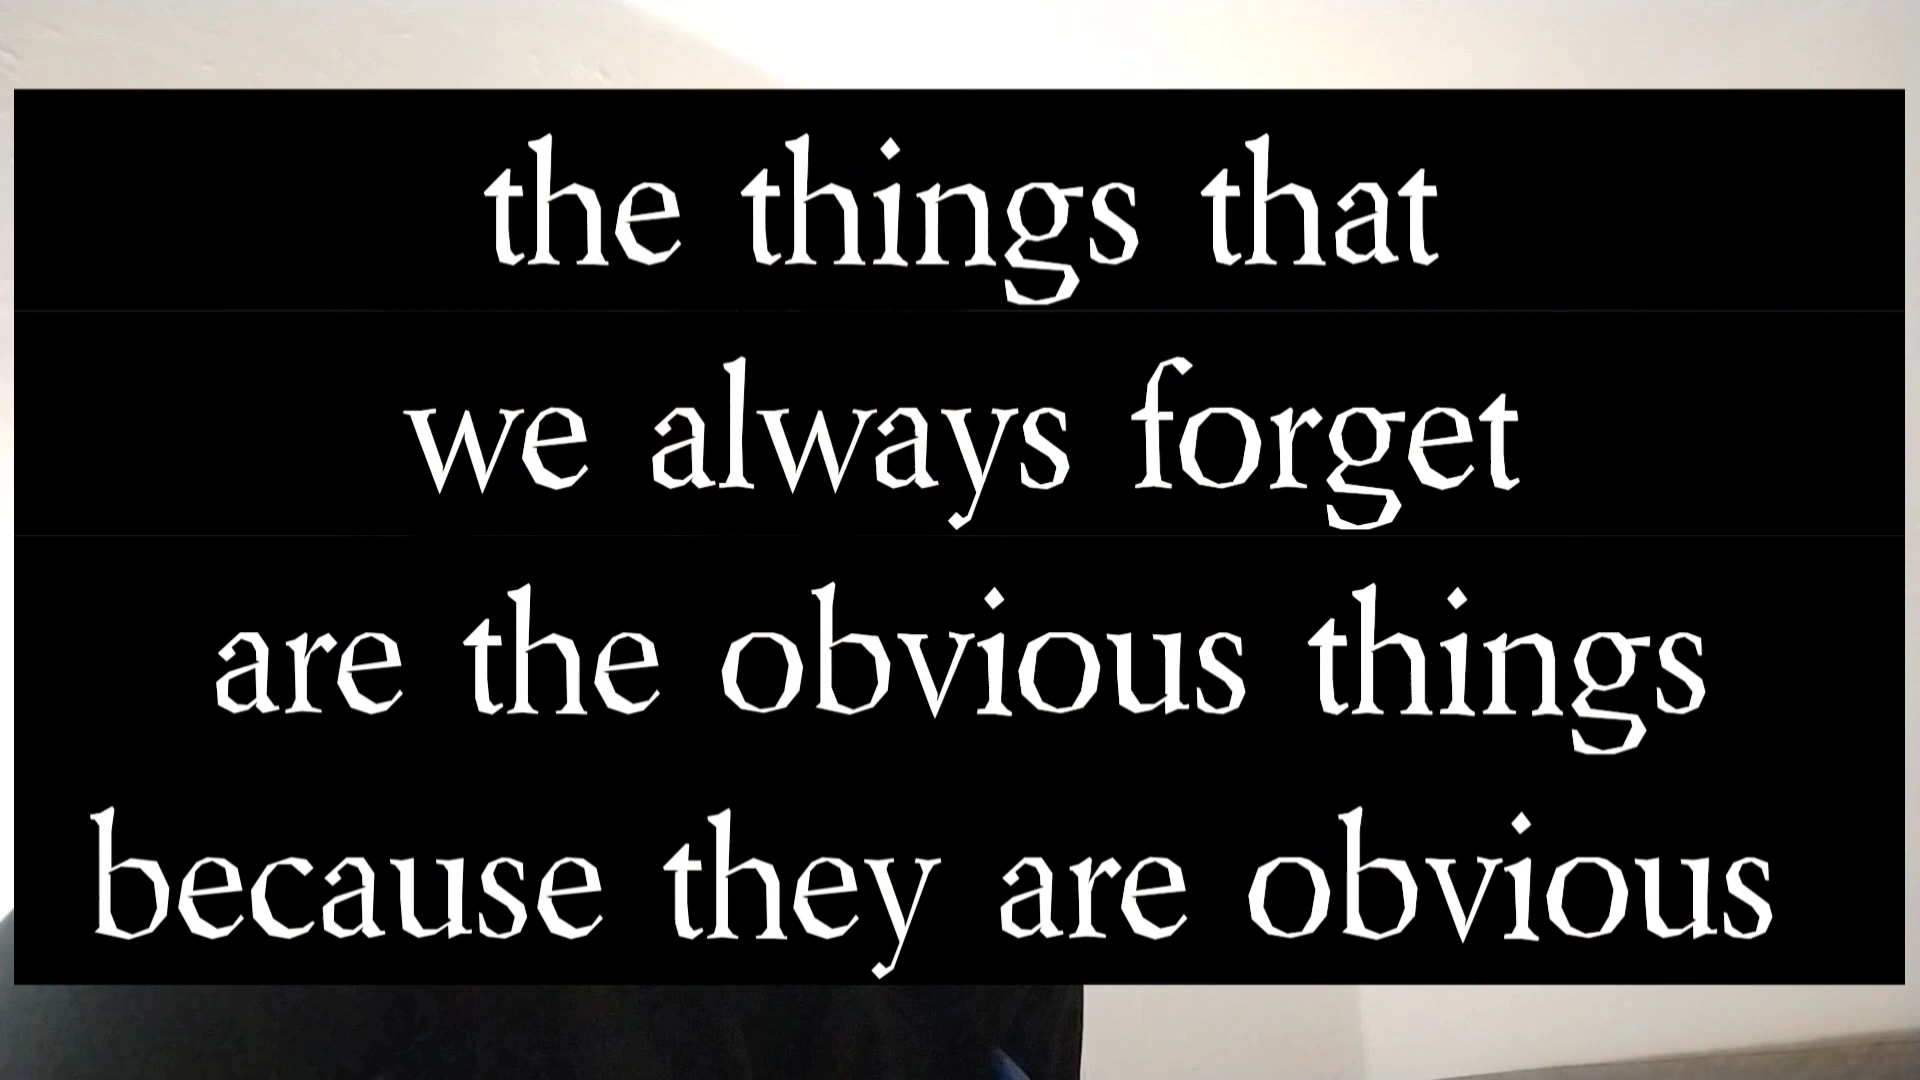 the things that
we always forget
are the obvious things
because they are obvious